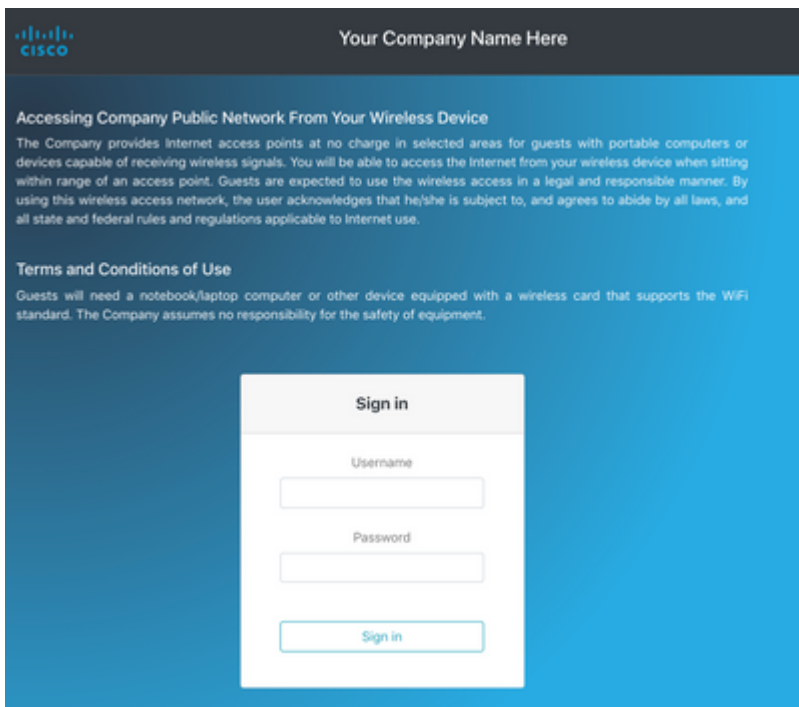 CISCO
Your Company Name Here
Accessing Company Public Network From Your Wireless Device
The Company provides Internet access points at no charge in selected areas for guests with portable computers or
devices capable of receiving wireless signals. You will be able to access the Internet from your wireless device when sitting
within range of an access point. Guests are expected to use the wireless access in a legal and responsible manner. By
using this wireless access network, the user acknowledges that he/she is subject to, and agrees to abide by all laws, and
all state and federal rules and regulations applicable to Internet use.
Terms and Conditions of Use
Guests will need a notebook/laptop computer or other device equipped with a wireless card that supports the WiFi
standard. The Company assumes no responsibility for the safety of equipment.
Sign in
Username
Password
Sign in